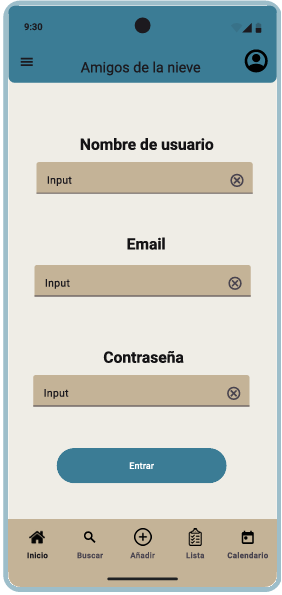 9:30
Amigos de la nieve
Nombre de usuario
Input
Email
Input
Contraseña
Input
Entrar
Inicio Buscar Añadir Lista Calendario